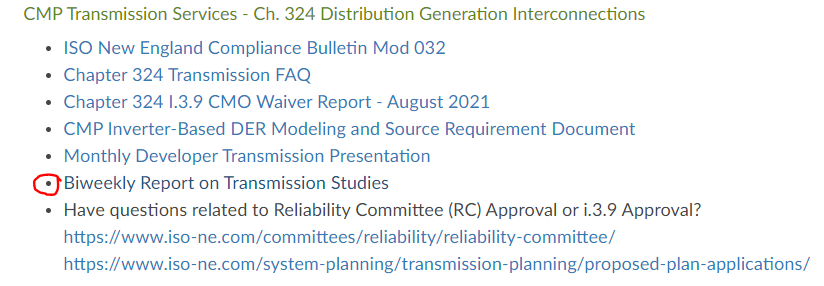 CMP Transmission Services - Ch. 324 Distribution Generation Interconnections
• ISO New England Compliance Bulletin Mod 032
• Chapter 324 Transmission FAQ
• Chapter 324 I.3.9 CMO Waiver Report - August 2021
• CMP Inverter-Based DER Modeling and Source Requirement Document
• Monthly Developer Transmission Presentation
• Biweekly Report on Transmission Studies
• Have questions related to Reliability Committee (RC) Approval or i.3.9 Approval?
https://www.iso-ne.com/committees/reliability/reliability-committee/
https://www.iso-ne.com/system-planning/transmission-planning/proposed-plan-applications/